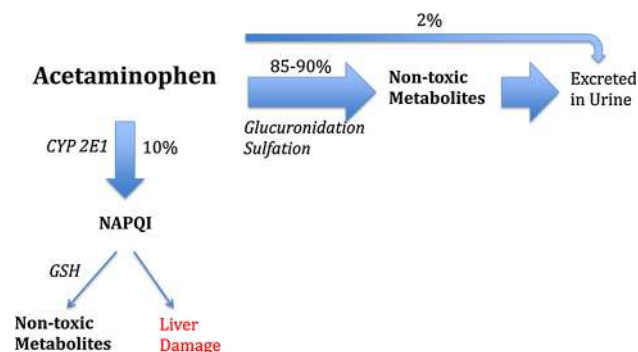 2%
Acetaminophen
85-90%
Non-toxic
Metabolites
Excreted
in Urine
Glucuronidation
Sulfation
CYP 2E1
10%
NAPQI
GSH
Non-toxic
Metabolites
Liver
Damage